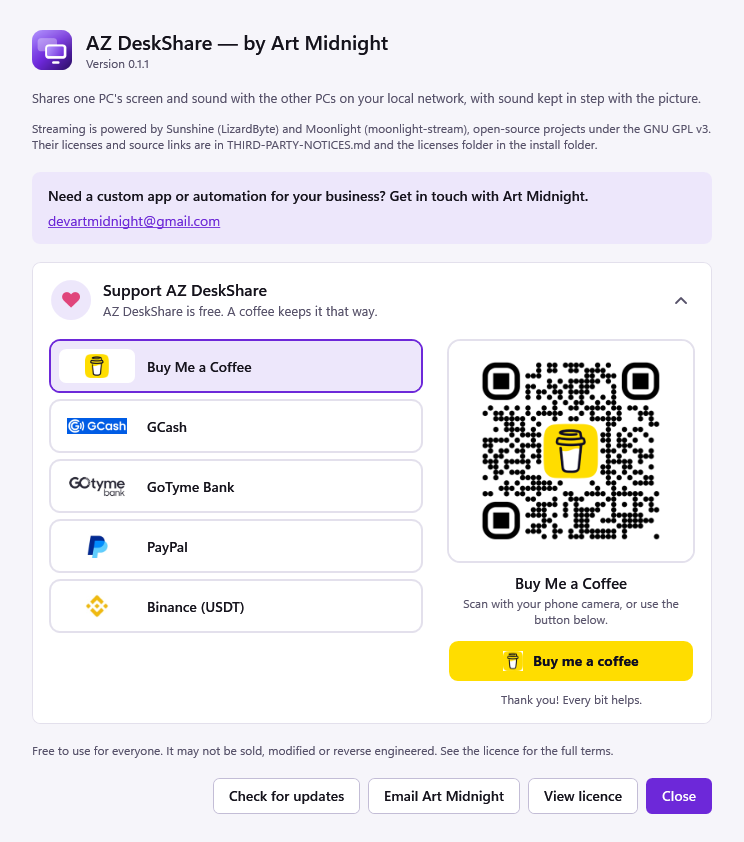 AZ DeskShare — by Art Midnight
Version 0.1.1
Shares one PC's screen and sound with the other PCs on your local network, with sound kept in step with the picture.
Streaming is powered by Sunshine (LizardByte) and Moonlight (moonlight-stream), open-source projects under the GNU GPL v3.
Their licenses and source links are in THIRD-PARTY-NOTICES.md and the licenses folder in the install folder.
Need a custom app or automation for your business? Get in touch with Art Midnight.
devartmidnight@gmail.com
Support AZ DeskShare
AZ DeskShare is free. A coffee keeps it that way.
Buy Me a Coffee
GCash GCash
GOtyme bank GoTyme Bank
PayPal
Binance (USDT)
Buy Me a Coffee
Scan with your phone camera, or use the
button below.
Buy me a coffee
Thank you! Every bit helps.
Free to use for everyone. It may not be sold, modified or reverse engineered. See the licence for the full terms.
Check for updates Email Art Midnight View licence Close